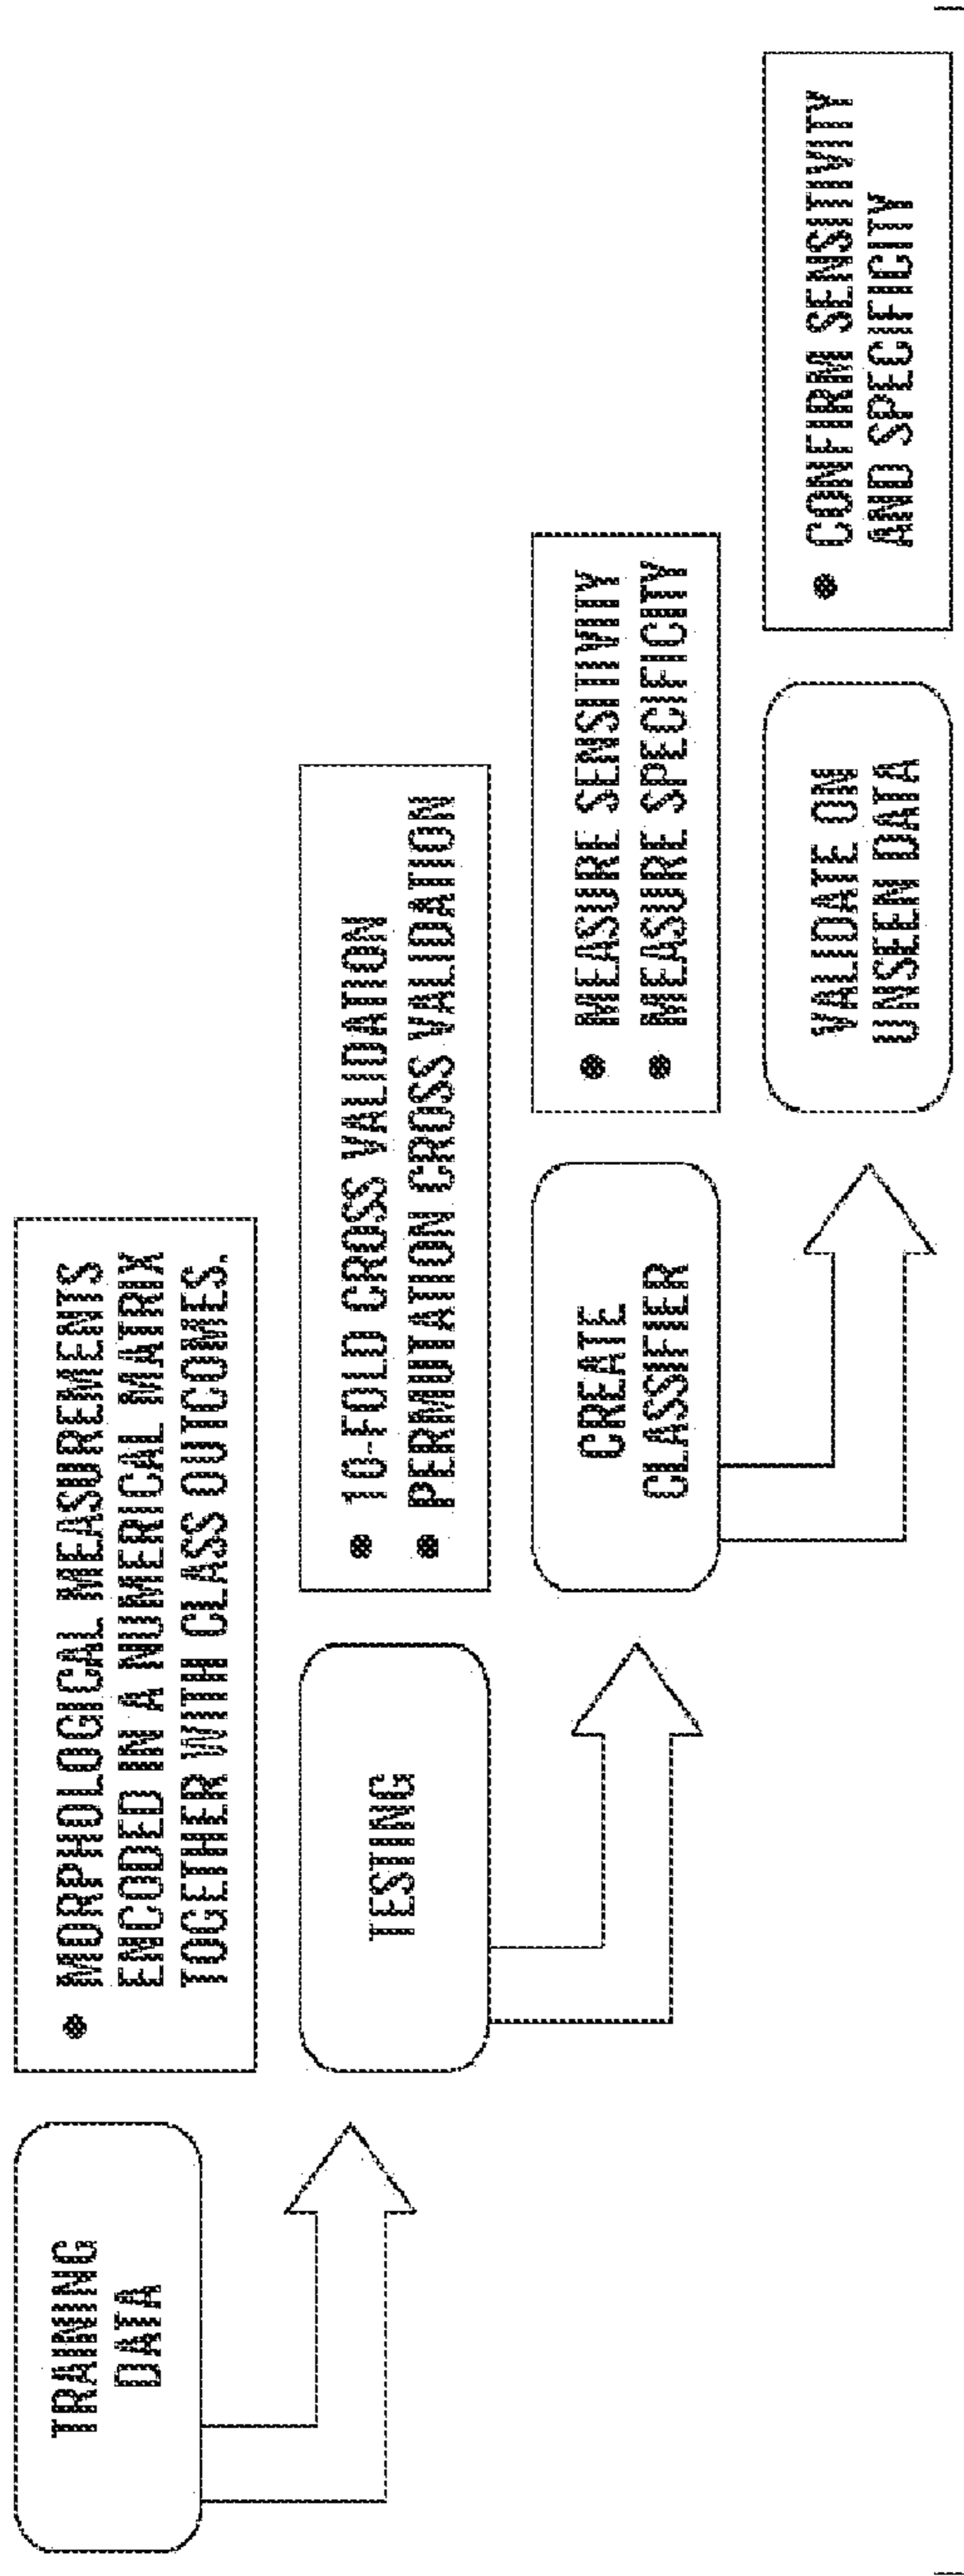 TRAINING
DATA
• MORPHOLOGICAL MEASUREMENTS
ENCODED IN A NUMERICAL MATRIX
TOGETHER WITH CLASS OUTCOMES.
TESTING
• 10-FOLD CROSS VALIDATION
• PERMUTATION CROSS VALIDATION
CREATE
CLASSIFIER
• MEASURE SENSITIVITY
• MEASURE SPECIFICITY
VALIDATE ON
UNSEEN DATA
• CONFIRM SENSITIVITY
AND SPECIFICITY